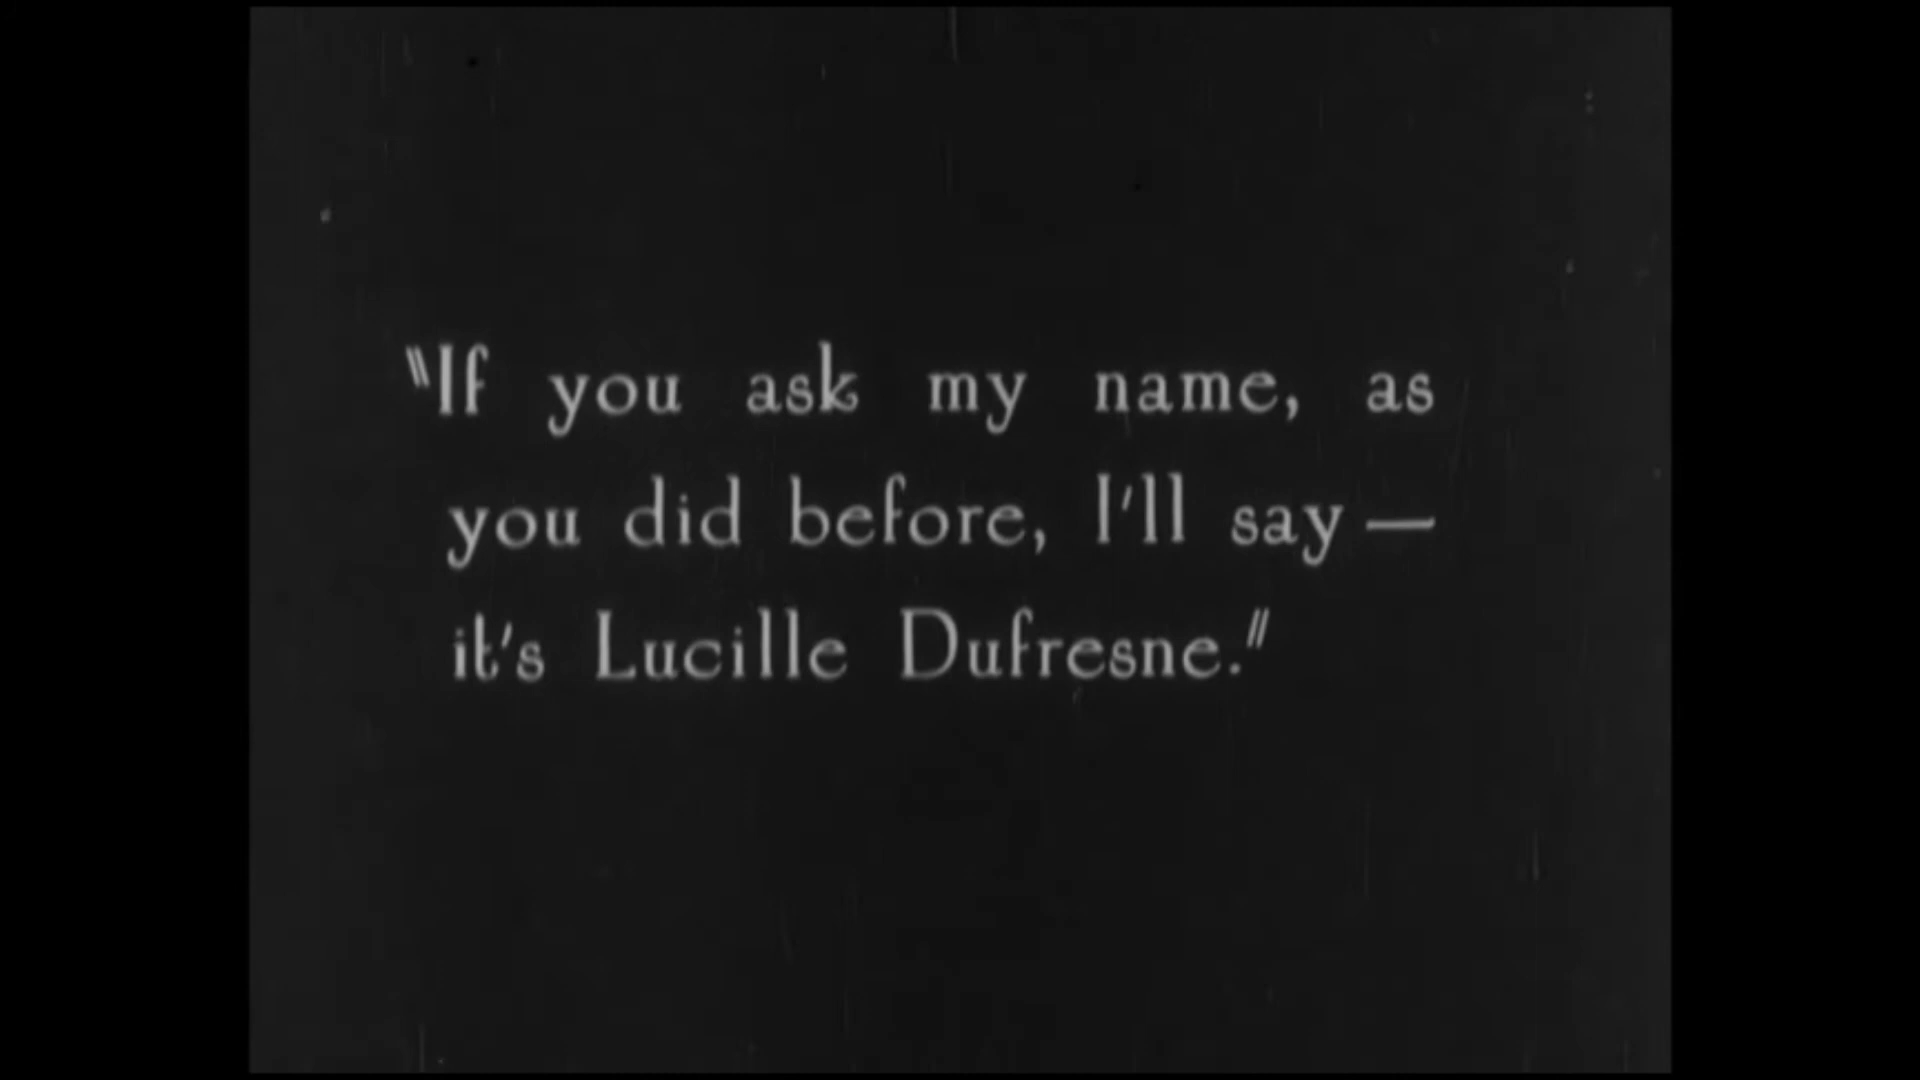 "If you ask my name, as
you did before, I'll say —
it's Lucille Dufresne."